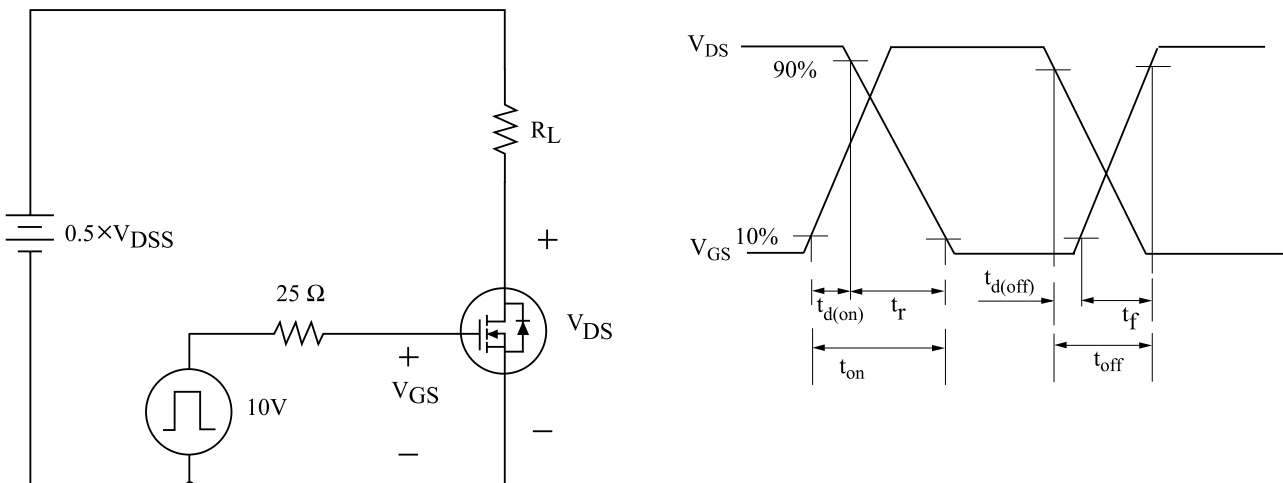 R_L
0.5×V_DSS
25 Ω
+
V_DS
+
V_GS
10V
−
−
V_DS
90%
10%
V_GS
t_d(on)
t_r
t_on
t_d(off)
t_f
t_off